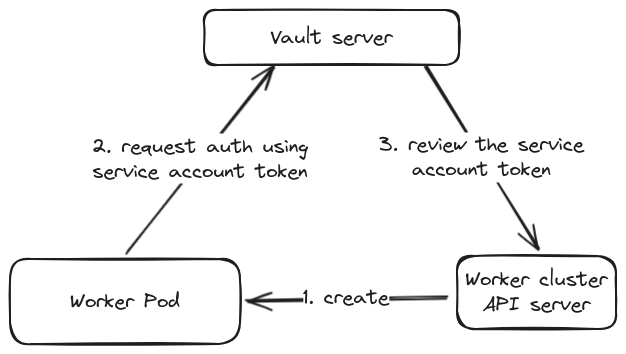 Vault server
2. request auth using
service account token
3. review the service
account token
Worker Pod
1. create
Worker cluster
API server